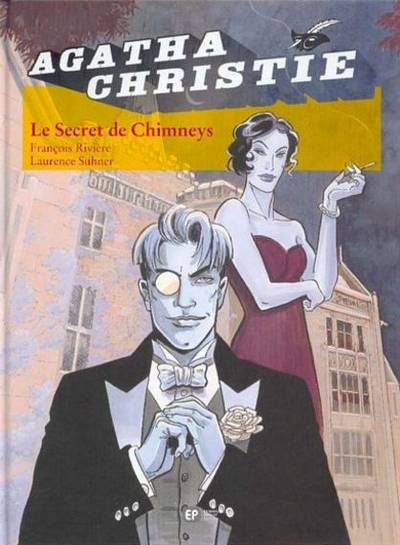 AGATHA
CHRISTIE
Le Secret de Chimneys
François Rivière
Laurence Suhner
EP